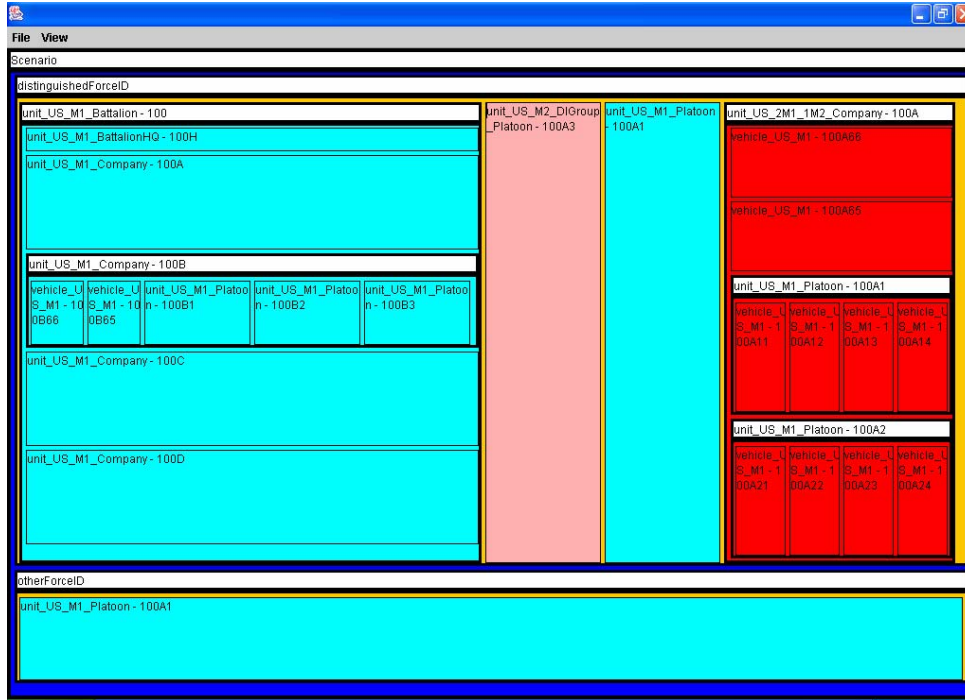 File View
Scenario
distinguishedForceID
unit_US_M1_Battalion - 100
unit_US_M1_BattalionHQ - 100H
unit_US_M1_Company - 100A
unit_US_M1_Company - 100B
vehicle_U
S_M1 - 10
0B66
vehicle_U
S_M1 - 10
0B65
unit_US_M1_Platoo
n - 100B1
unit_US_M1_Platoo
n - 100B2
unit_US_M1_Platoo
n - 100B3
unit_US_M1_Company - 100C
unit_US_M1_Company - 100D
unit_US_M2_DIGroup
_Platoon - 100A3
unit_US_M1_Platoon
- 100A1
unit_US_2M1_1M2_Company - 100A
vehicle_US_M1 - 100A66
vehicle_US_M1 - 100A65
unit_US_M1_Platoon - 100A1
vehicle_U
S_M1 - 1
00A11
vehicle_U
S_M1 - 1
00A12
vehicle_U
S_M1 - 1
00A13
vehicle_U
S_M1 - 1
00A14
unit_US_M1_Platoon - 100A2
vehicle_U
S_M1 - 1
00A21
vehicle_U
S_M1 - 1
00A22
vehicle_U
S_M1 - 1
00A23
vehicle_U
S_M1 - 1
00A24
otherForceID
unit_US_M1_Platoon - 100A1